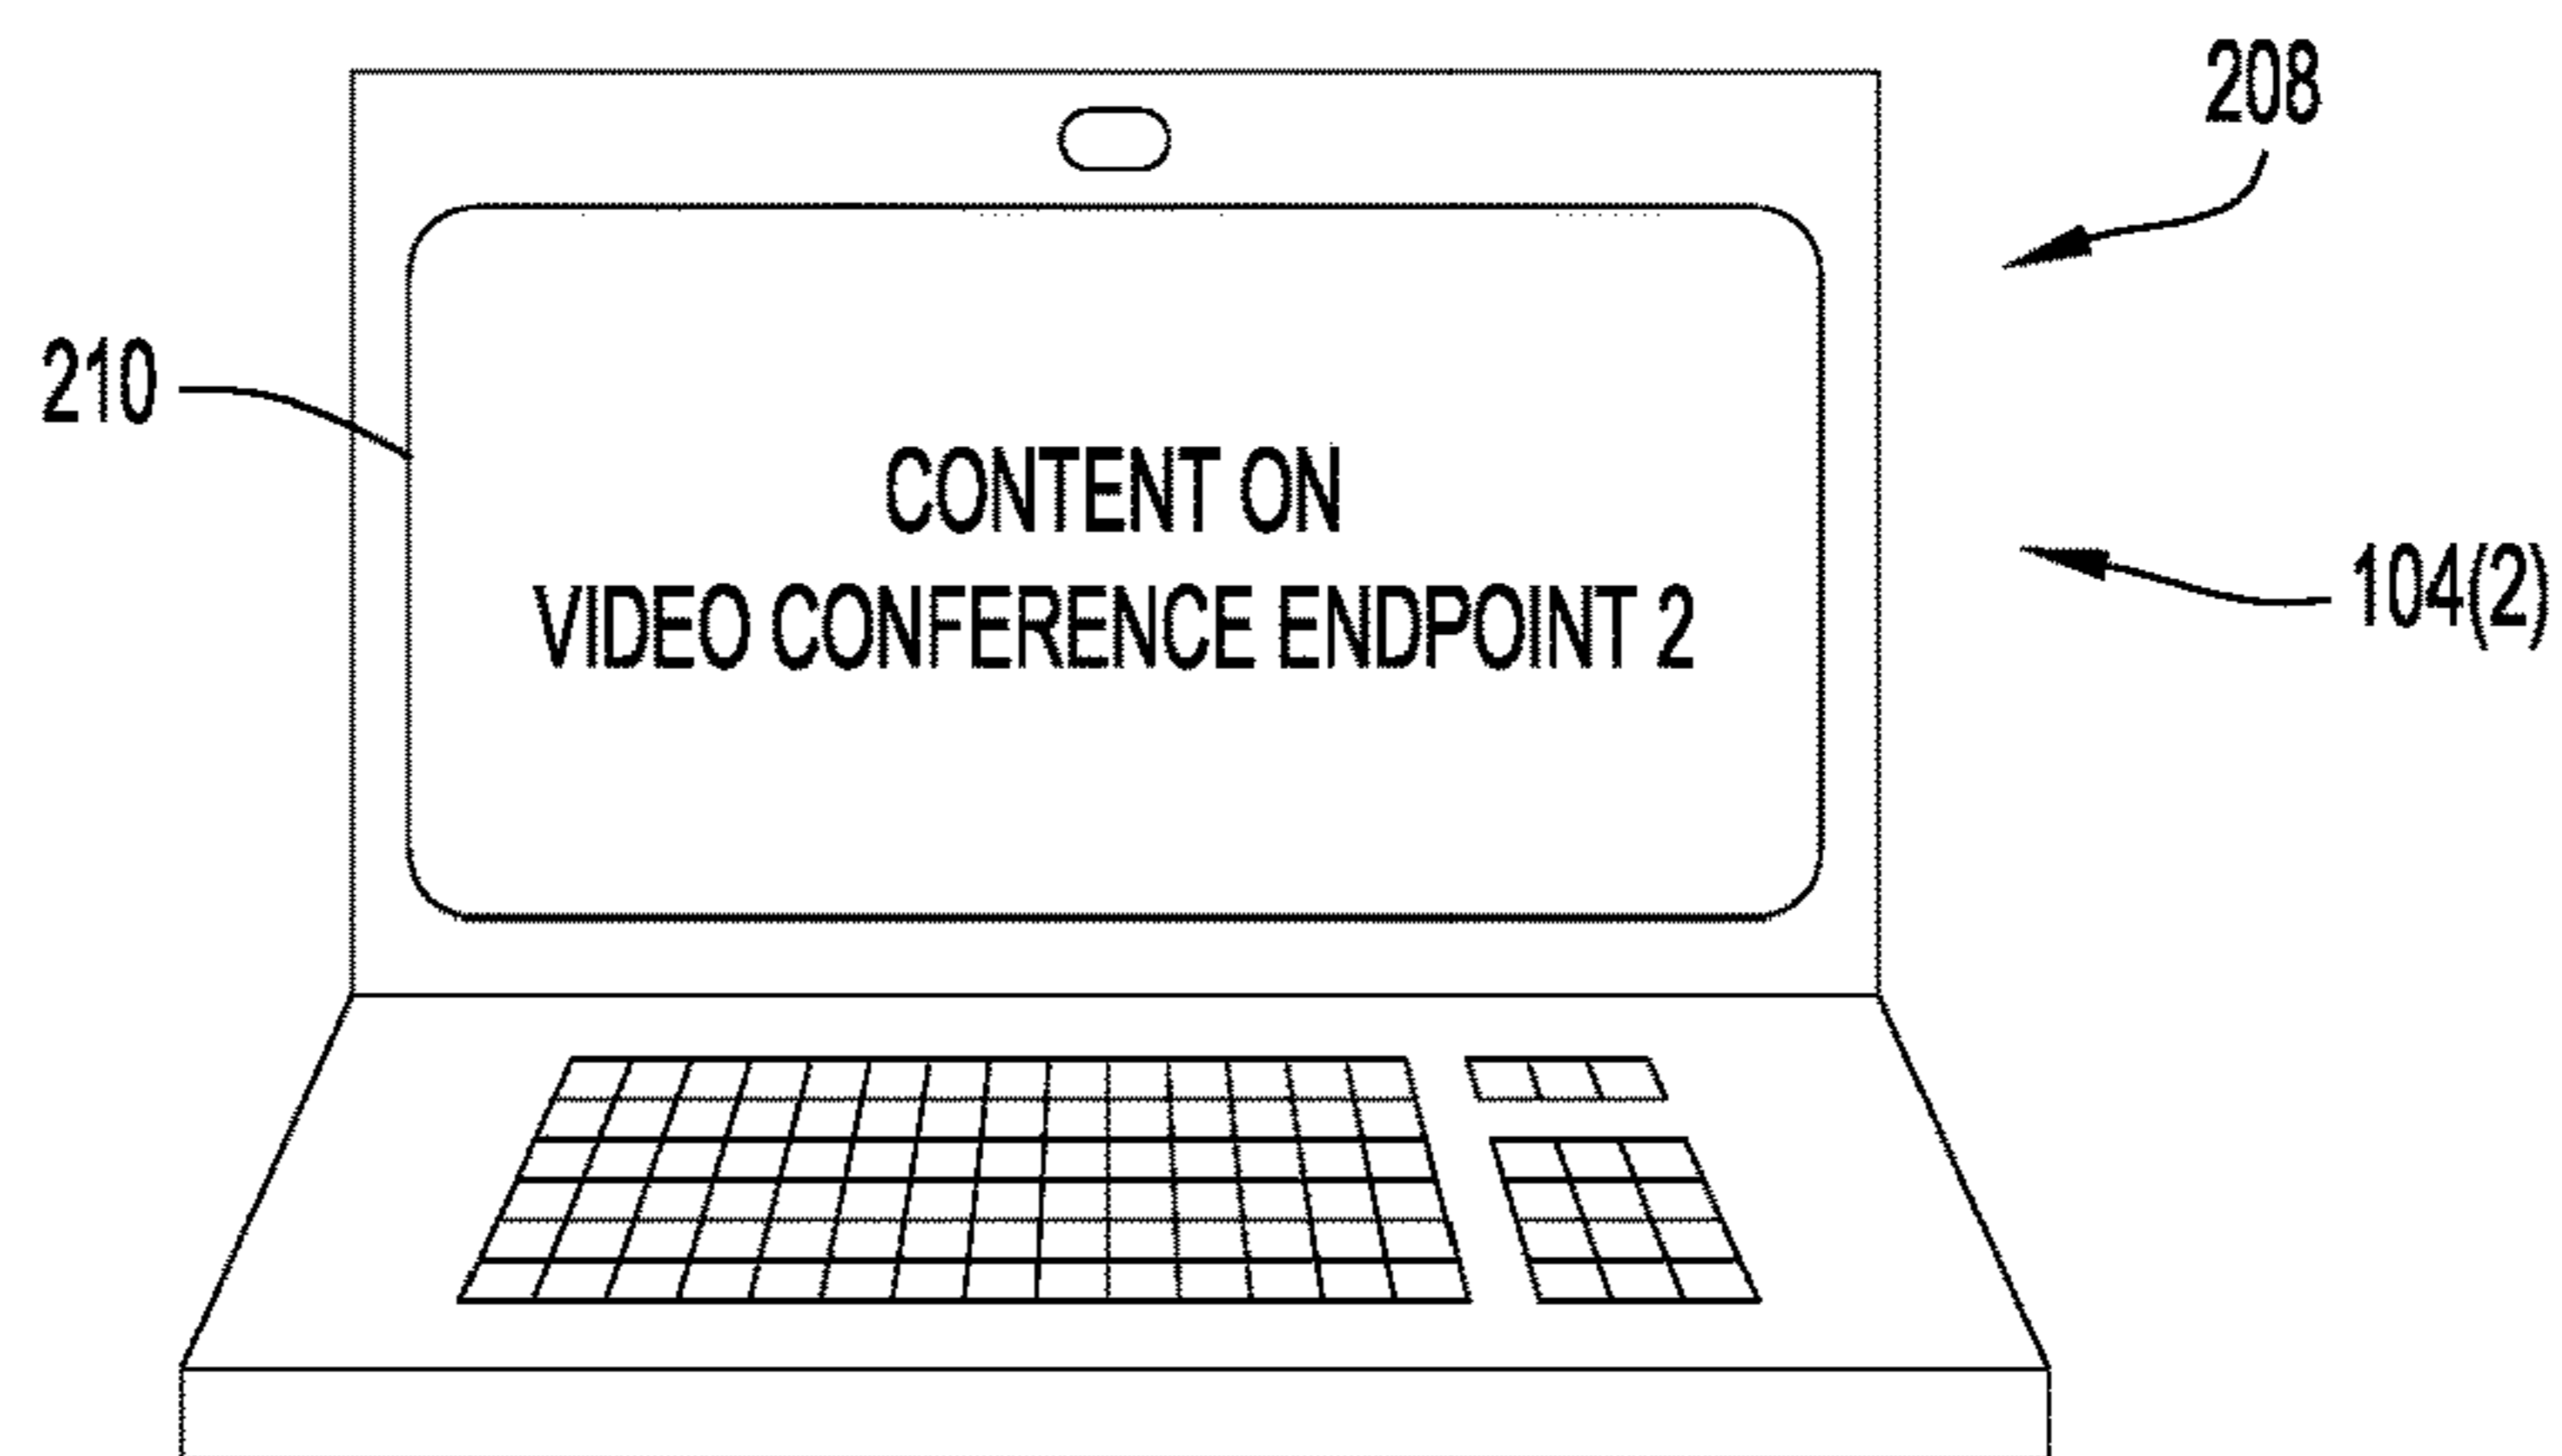 208
210
CONTENT ON
VIDEO CONFERENCE ENDPOINT 2
104(2)